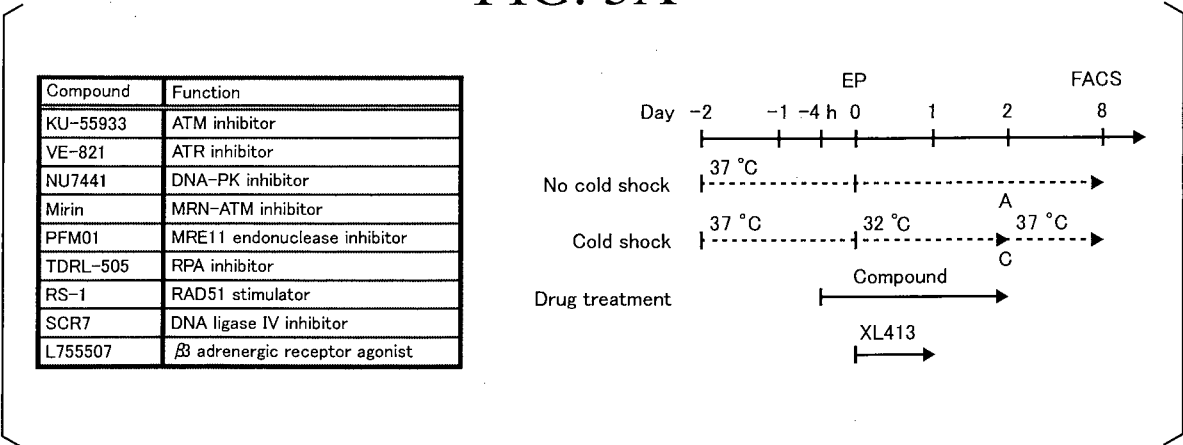 FIG. 3A
Compound Function
KU-55933 ATM inhibitor
VE-821 ATR inhibitor
NU7441 DNA-PK inhibitor
Mirin MRN-ATM inhibitor
PFM01 MRE11 endonuclease inhibitor
TDRL-505 RPA inhibitor
RS-1 RAD51 stimulator
SCR7 DNA ligase IV inhibitor
L755507 β3 adrenergic receptor agonist
EP FACS
Day -2 -1 -4 h 0 1 2 8
No cold shock 37 °C
A
Cold shock 37 °C 32 °C 37 °C
C
Drug treatment Compound
XL413